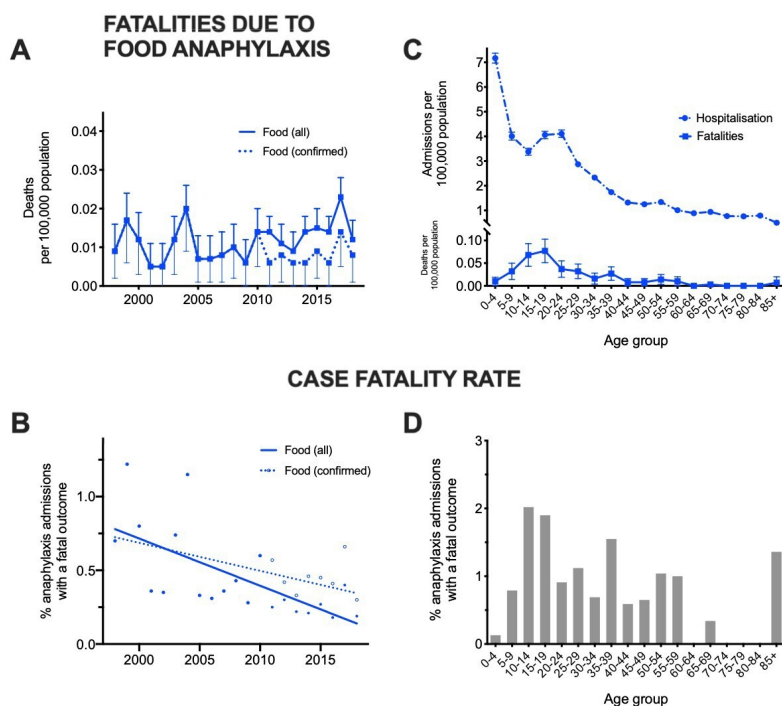 FATALITIES DUE TO
FOOD ANAPHYLAXIS
A
Deaths
per 100,000 population
0.04
0.03
0.02
0.01
0.00
Food (all)
Food (confirmed)
2000
2005
2010
2015
C
Admissions per
100,000 population
7
6
5
4
3
2
1
Deaths per
100,000 population
0.10
0.05
0.00
Hospitalisation
Fatalities
0-4
5-9
10-14
15-19
20-24
25-29
30-34
35-39
40-44
45-49
50-54
55-59
60-64
65-69
70-74
75-79
80-84
85+
Age group
CASE FATALITY RATE
B
% anaphylaxis admissions
with a fatal outcome
1.0
0.5
0.0
Food (all)
Food (confirmed)
2000
2005
2010
2015
D
% anaphylaxis admissions
with a fatal outcome
3
2
1
0
0-4
5-9
10-14
15-19
20-24
25-29
30-34
35-39
40-44
45-49
50-54
55-59
60-64
65-69
70-74
75-79
80-84
85+
Age group